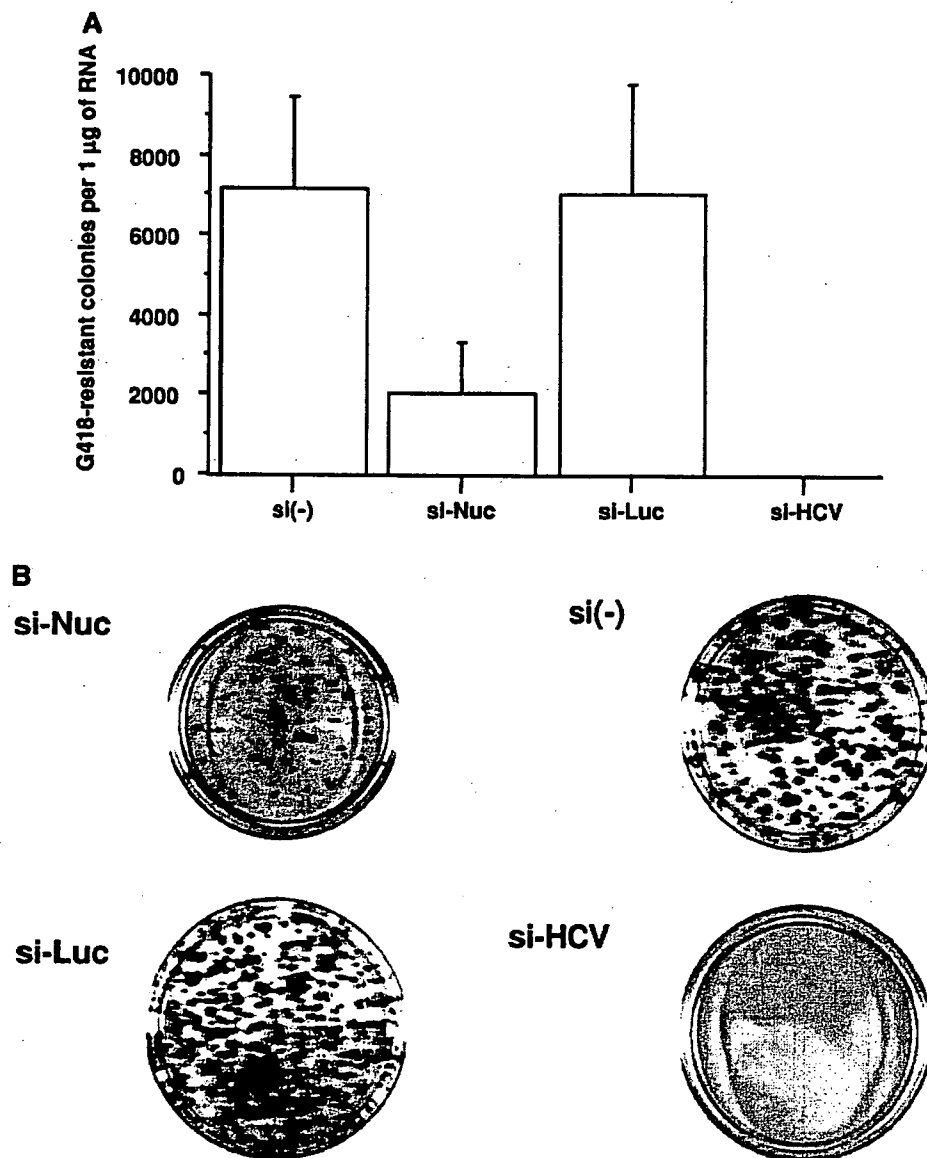 A
G418-resistant colonies per 1 µg of RNA
10000
8000
6000
4000
2000
0
si(-)
si-Nuc
si-Luc
si-HCV
B
si-Nuc
si(-)
si-Luc
si-HCV